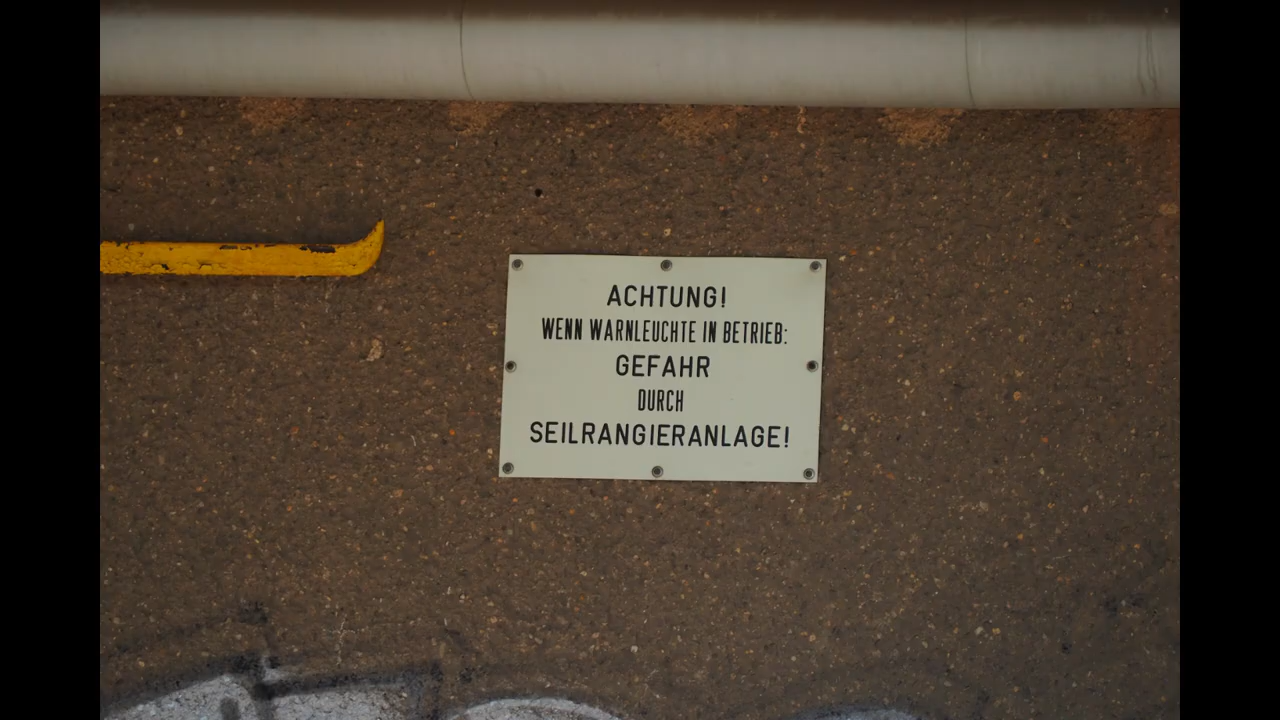 ACHTUNG!
WENN WARNLEUCHTE IN BETRIEB:
GEFAHR
DURCH
SEILRANGIERANLAGE!